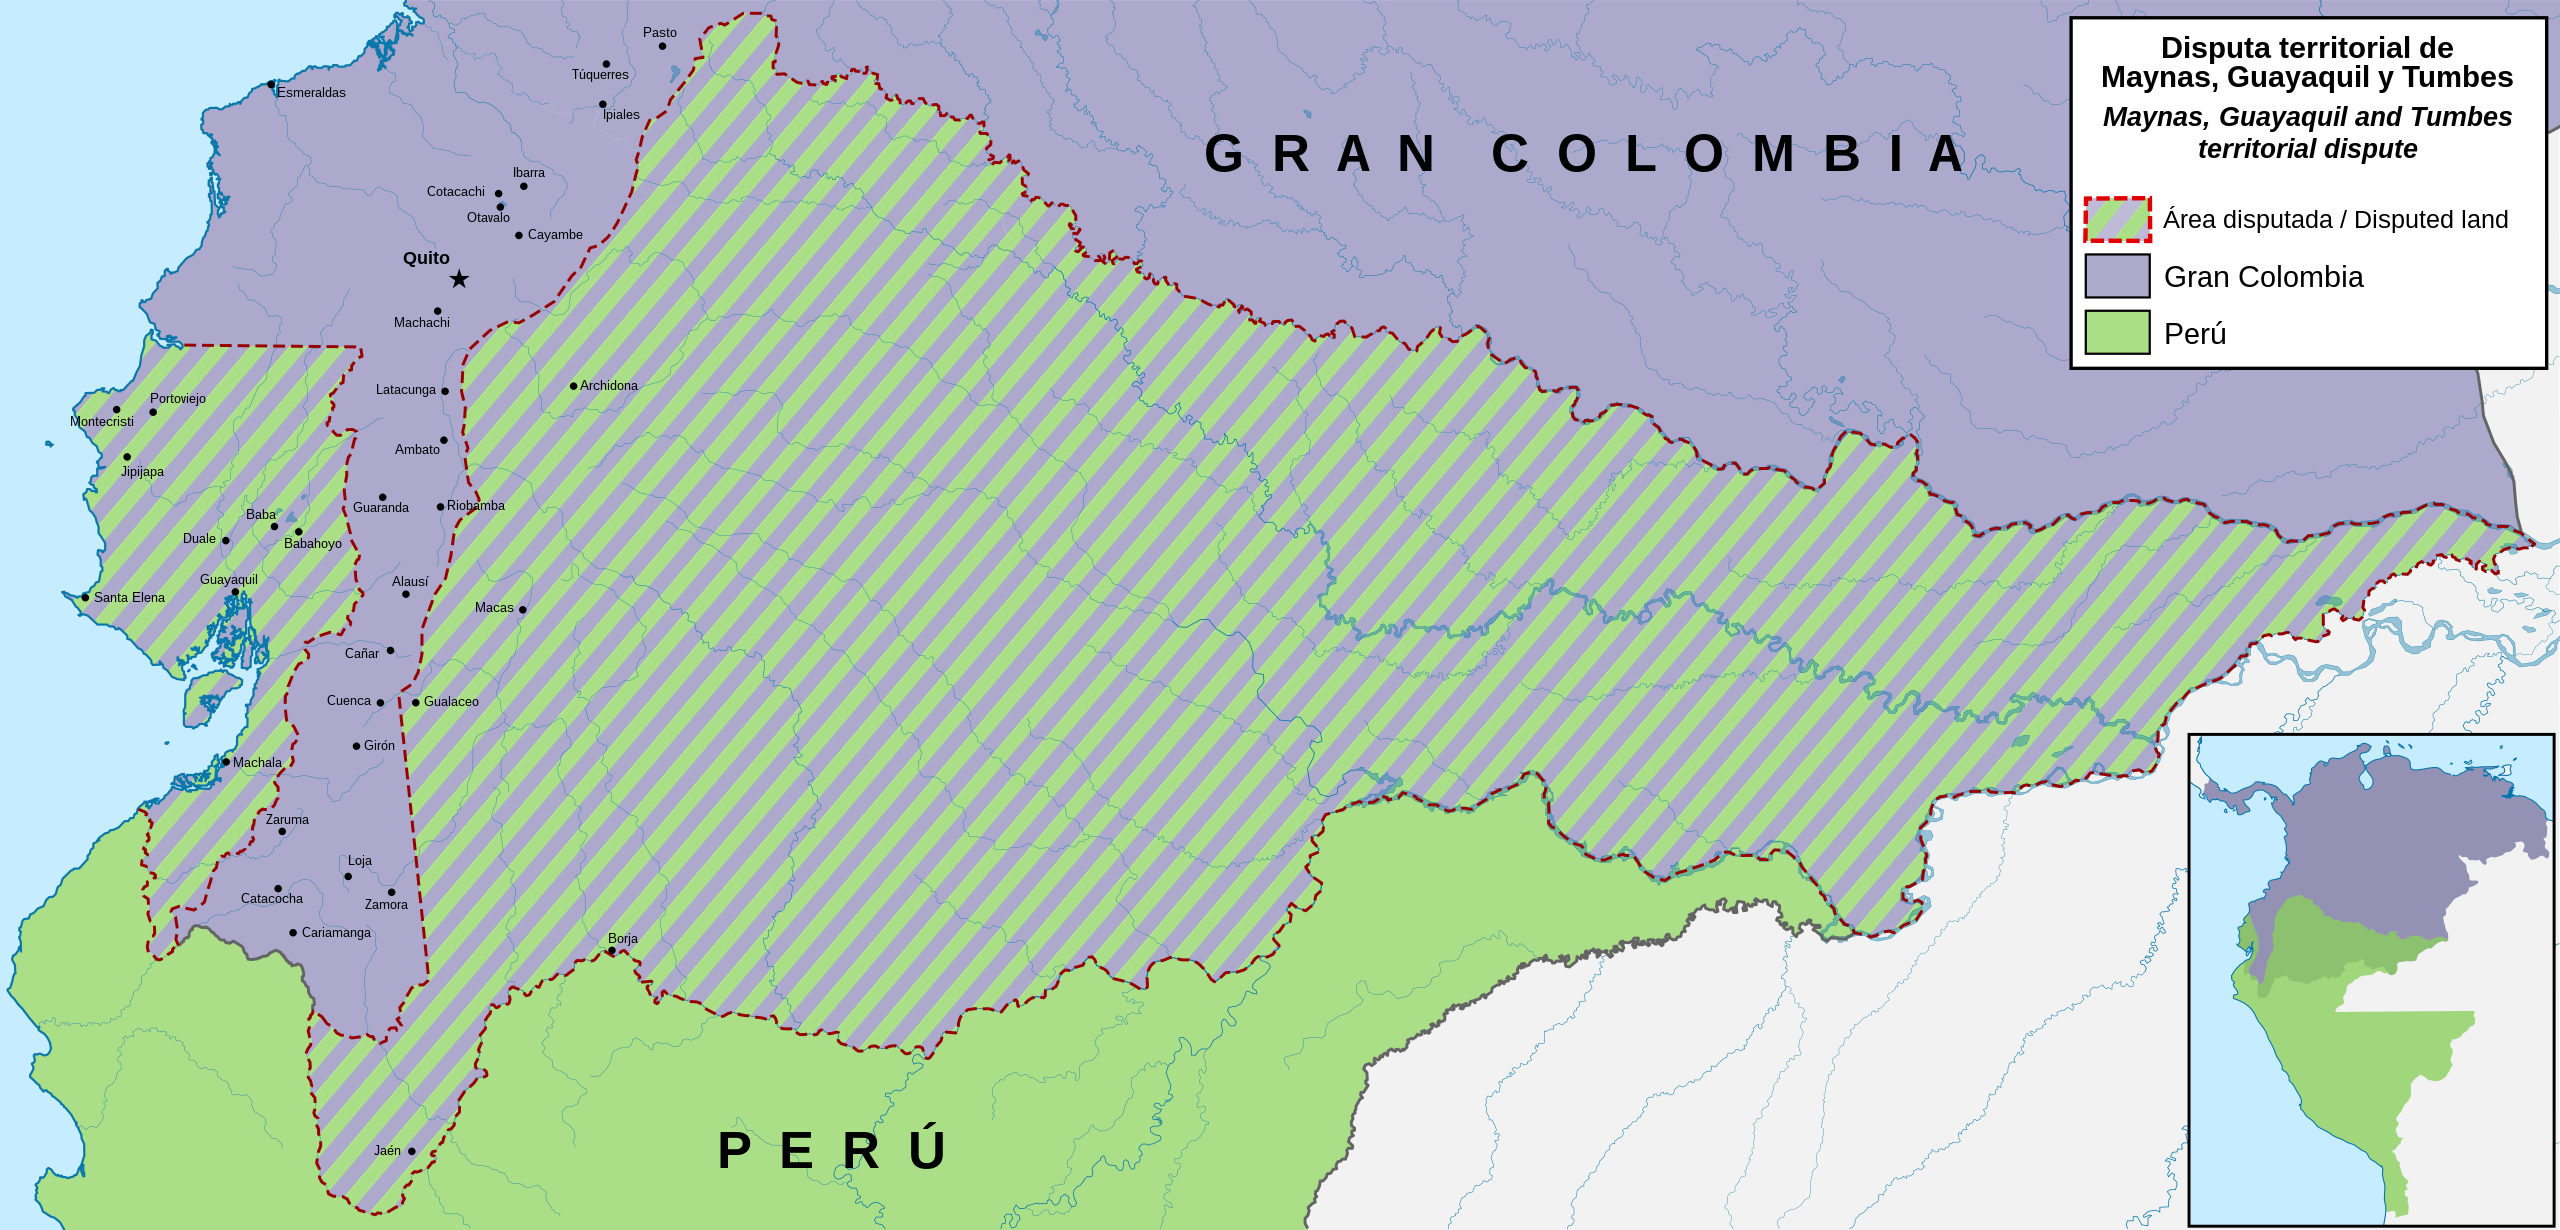 Disputa territorial de
Maynas, Guayaquil y Tumbes
Maynas, Guayaquil and Tumbes
territorial dispute
Área disputada / Disputed land
Gran Colombia
Perú
GRAN COLOMBIA
PERÚ
Pasto
Túquerres
Ipiales
Esmeraldas
Ibarra
Cotacachi
Otavalo
Cayambe
Quito
Machachi
Latacunga
Archidona
Portoviejo
Montecristi
Ambato
Jipijapa
Guaranda
Riobamba
Baba
Duale
Babahoyo
Guayaquil
Alausí
Santa Elena
Macas
Cañar
Cuenca
Gualaceo
Girón
Machala
Zaruma
Loja
Catacocha
Zamora
Cariamanga
Borja
Jaén